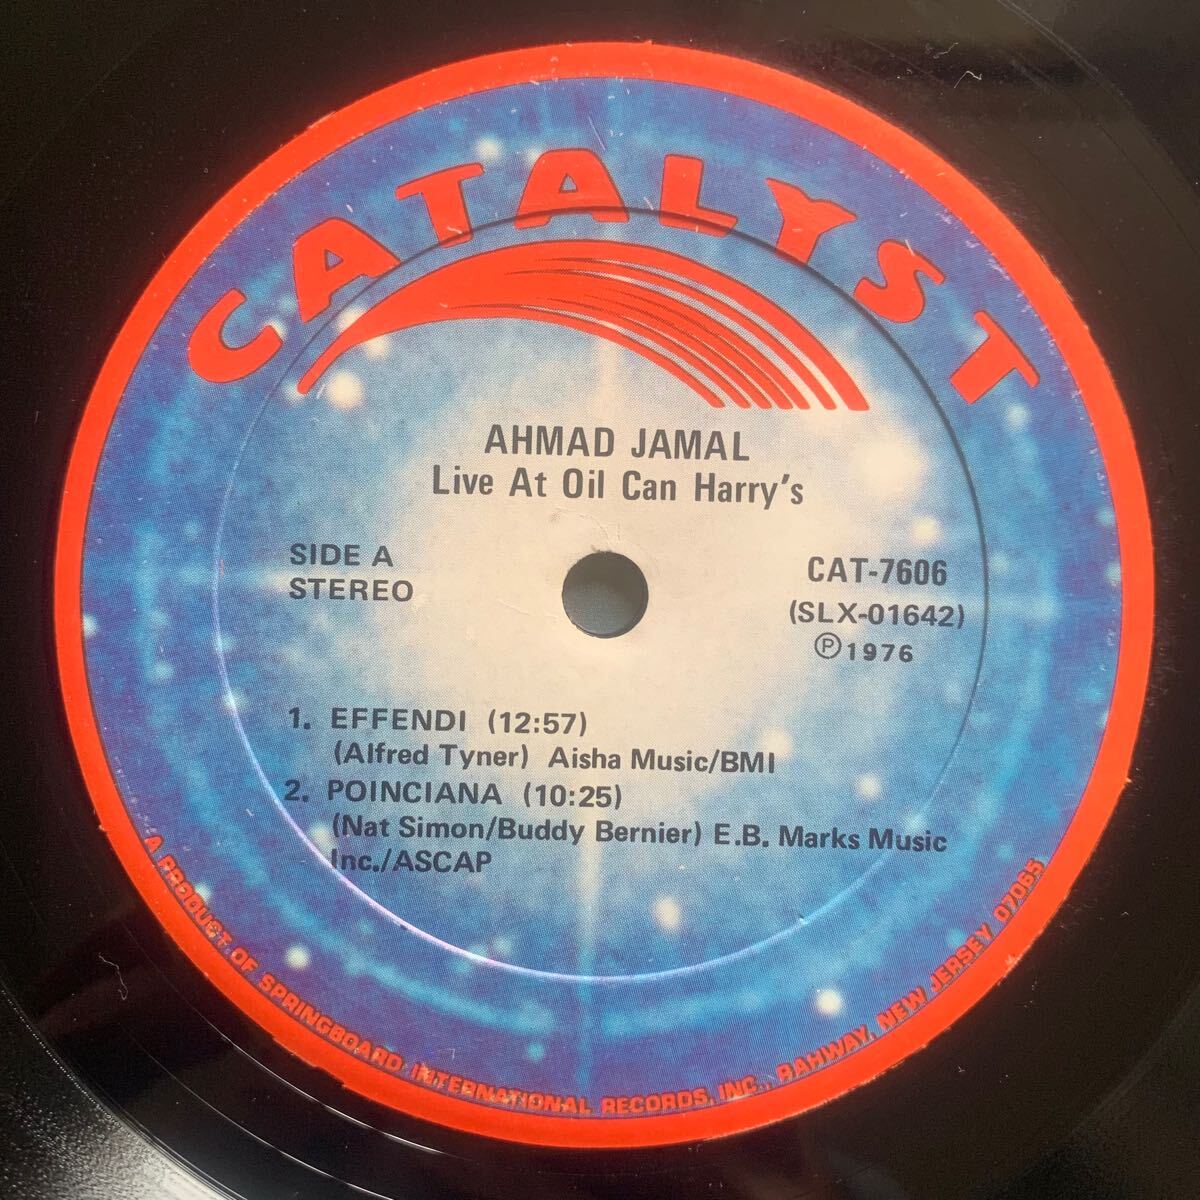 CATALYST
AHMAD JAMAL
Live At Oil Can Harry's
SIDE A
STEREO
CAT-7606
(SLX-01642)
℗1976
1. EFFENDI (12:57)
(Alfred Tyner) Aisha Music/BMI
2. POINCIANA (10:25)
(Nat Simon/Buddy Bernier) E.B. Marks Music
Inc./ASCAP
A PRODUCT OF SPRINGBOARD INTERNATIONAL RECORDS, INC., RAHWAY, NEW JERSEY 07065